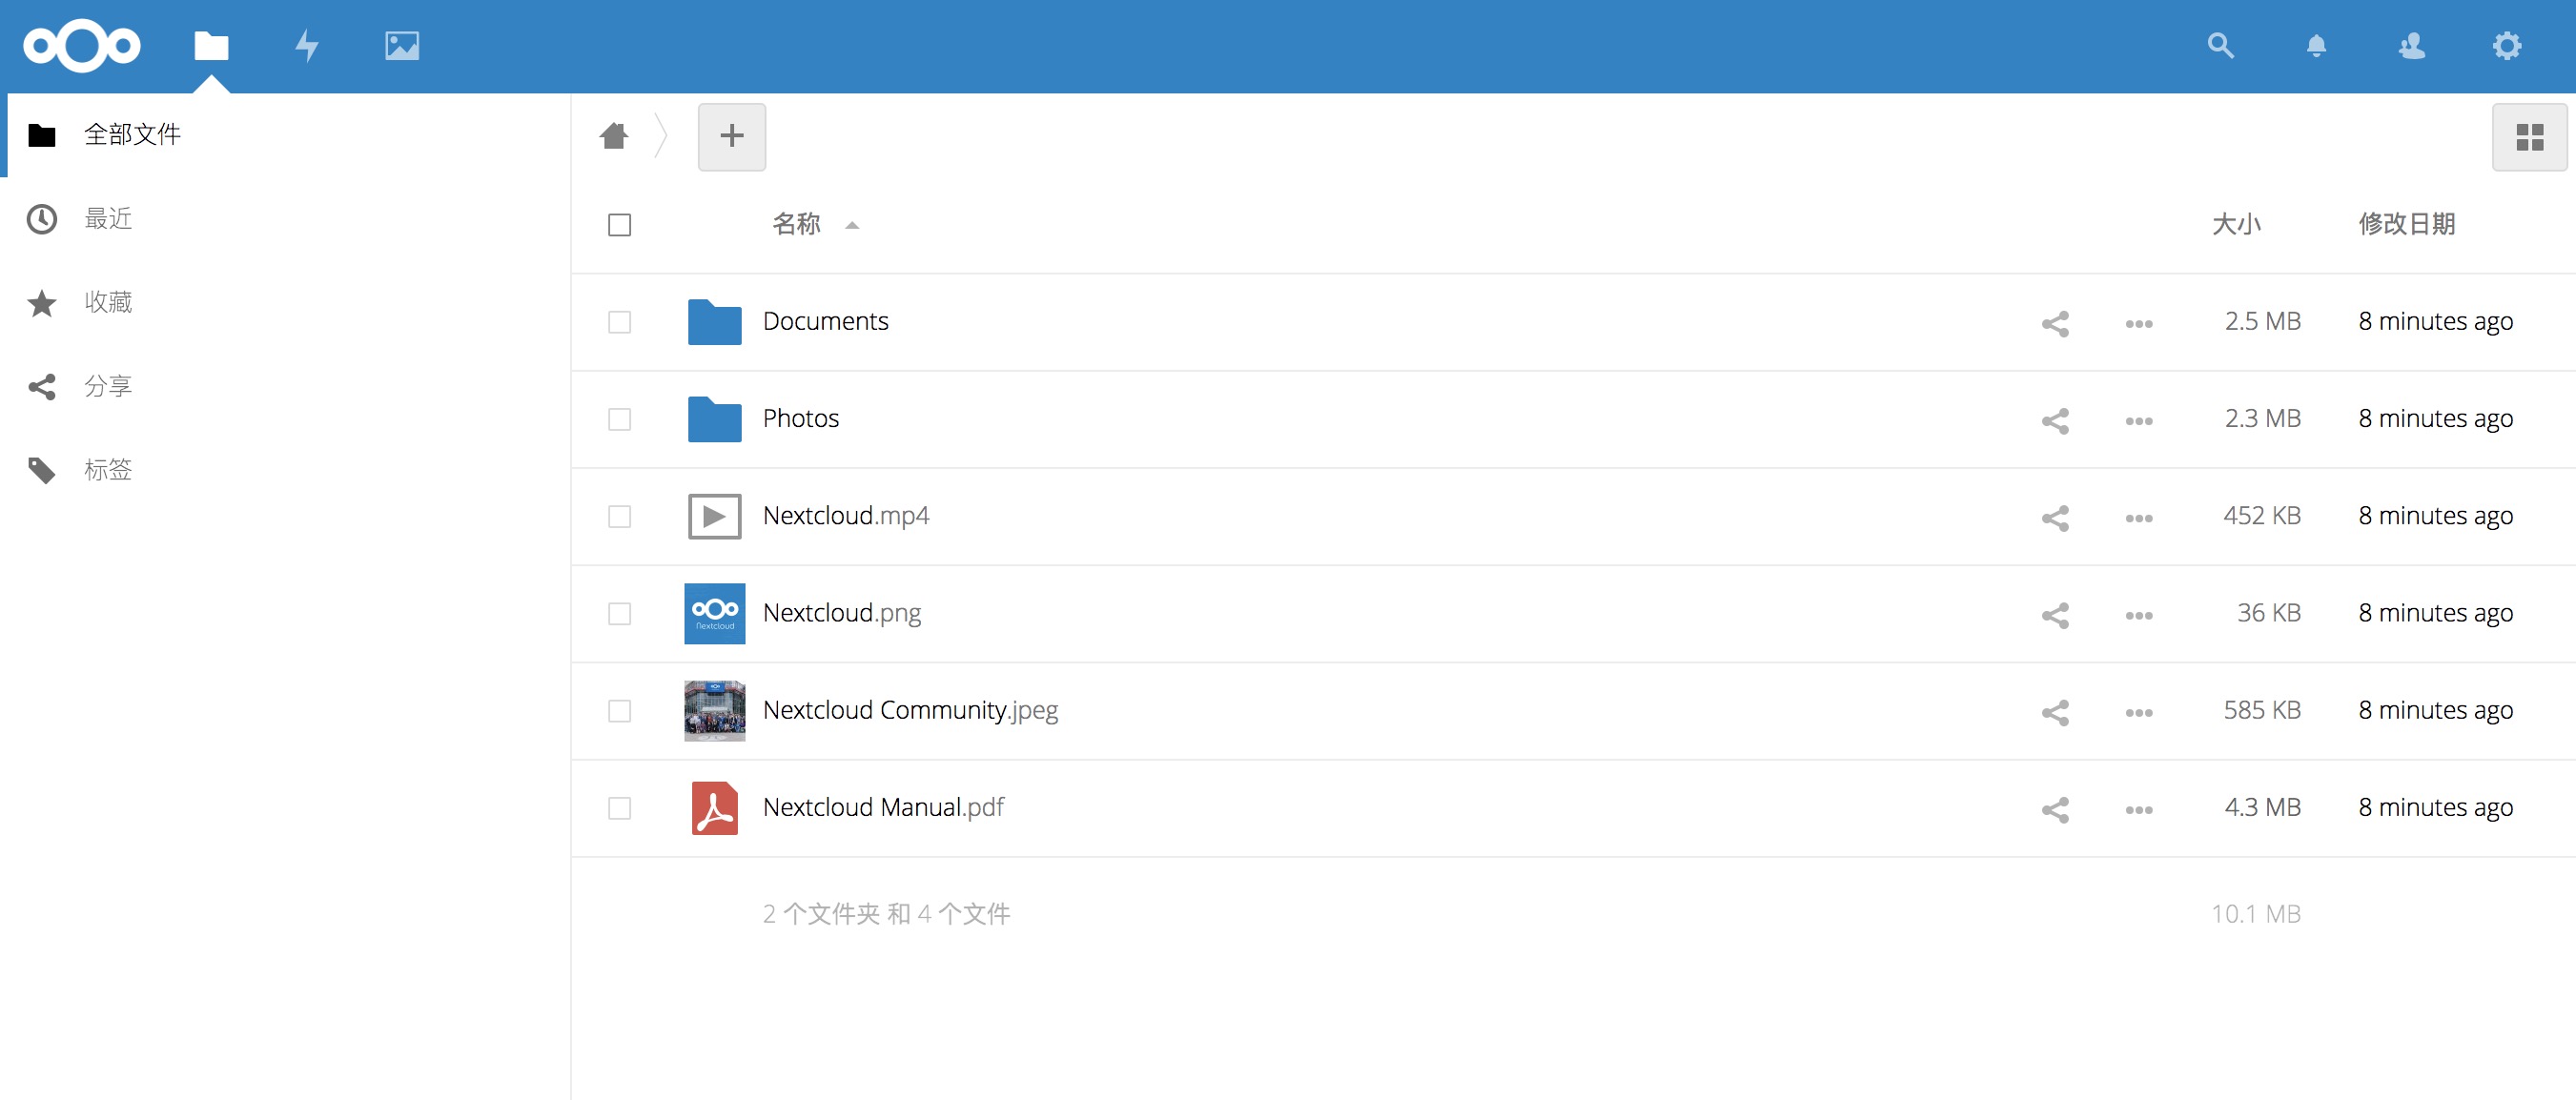 全部文件
最近
收藏
分享
标签
名称 大小 修改日期
Documents 2.5 MB 8 minutes ago
Photos 2.3 MB 8 minutes ago
Nextcloud.mp4 452 KB 8 minutes ago
Nextcloud
Nextcloud.png 36 KB 8 minutes ago
Nextcloud Community.jpeg 585 KB 8 minutes ago
Nextcloud Manual.pdf 4.3 MB 8 minutes ago
2 个文件夹 和 4 个文件 10.1 MB